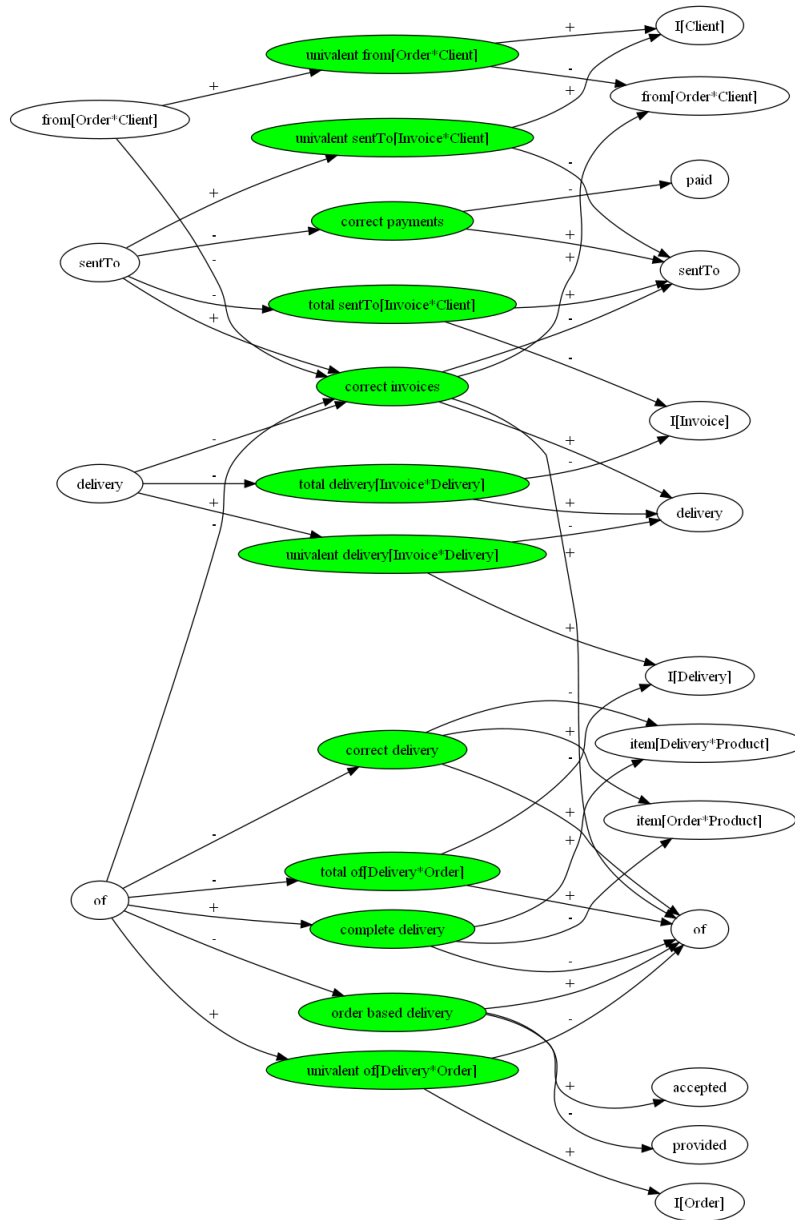 I[Client]
+
univalent from[Order*Client]
-
+
from[Order*Client]
+
from[Order*Client]
univalent sentTo[Invoice*Client]
-
paid
+
-
correct payments
-
+
sentTo
-
+
sentTo
-
total sentTo[Invoice*Client]
+
+
-
correct invoices
-
I[Invoice]
-
+
-
delivery
-
total delivery[Invoice*Delivery]
+
delivery
+
-
-
univalent delivery[Invoice*Delivery]
+
+
I[Delivery]
-
correct delivery
+
item[Delivery*Product]
-
item[Order*Product]
-
+
+
total of[Delivery*Order]
-
+
of
+
complete delivery
-
of
-
-
+
order based delivery
+
-
univalent of[Delivery*Order]
+
accepted
-
provided
+
I[Order]